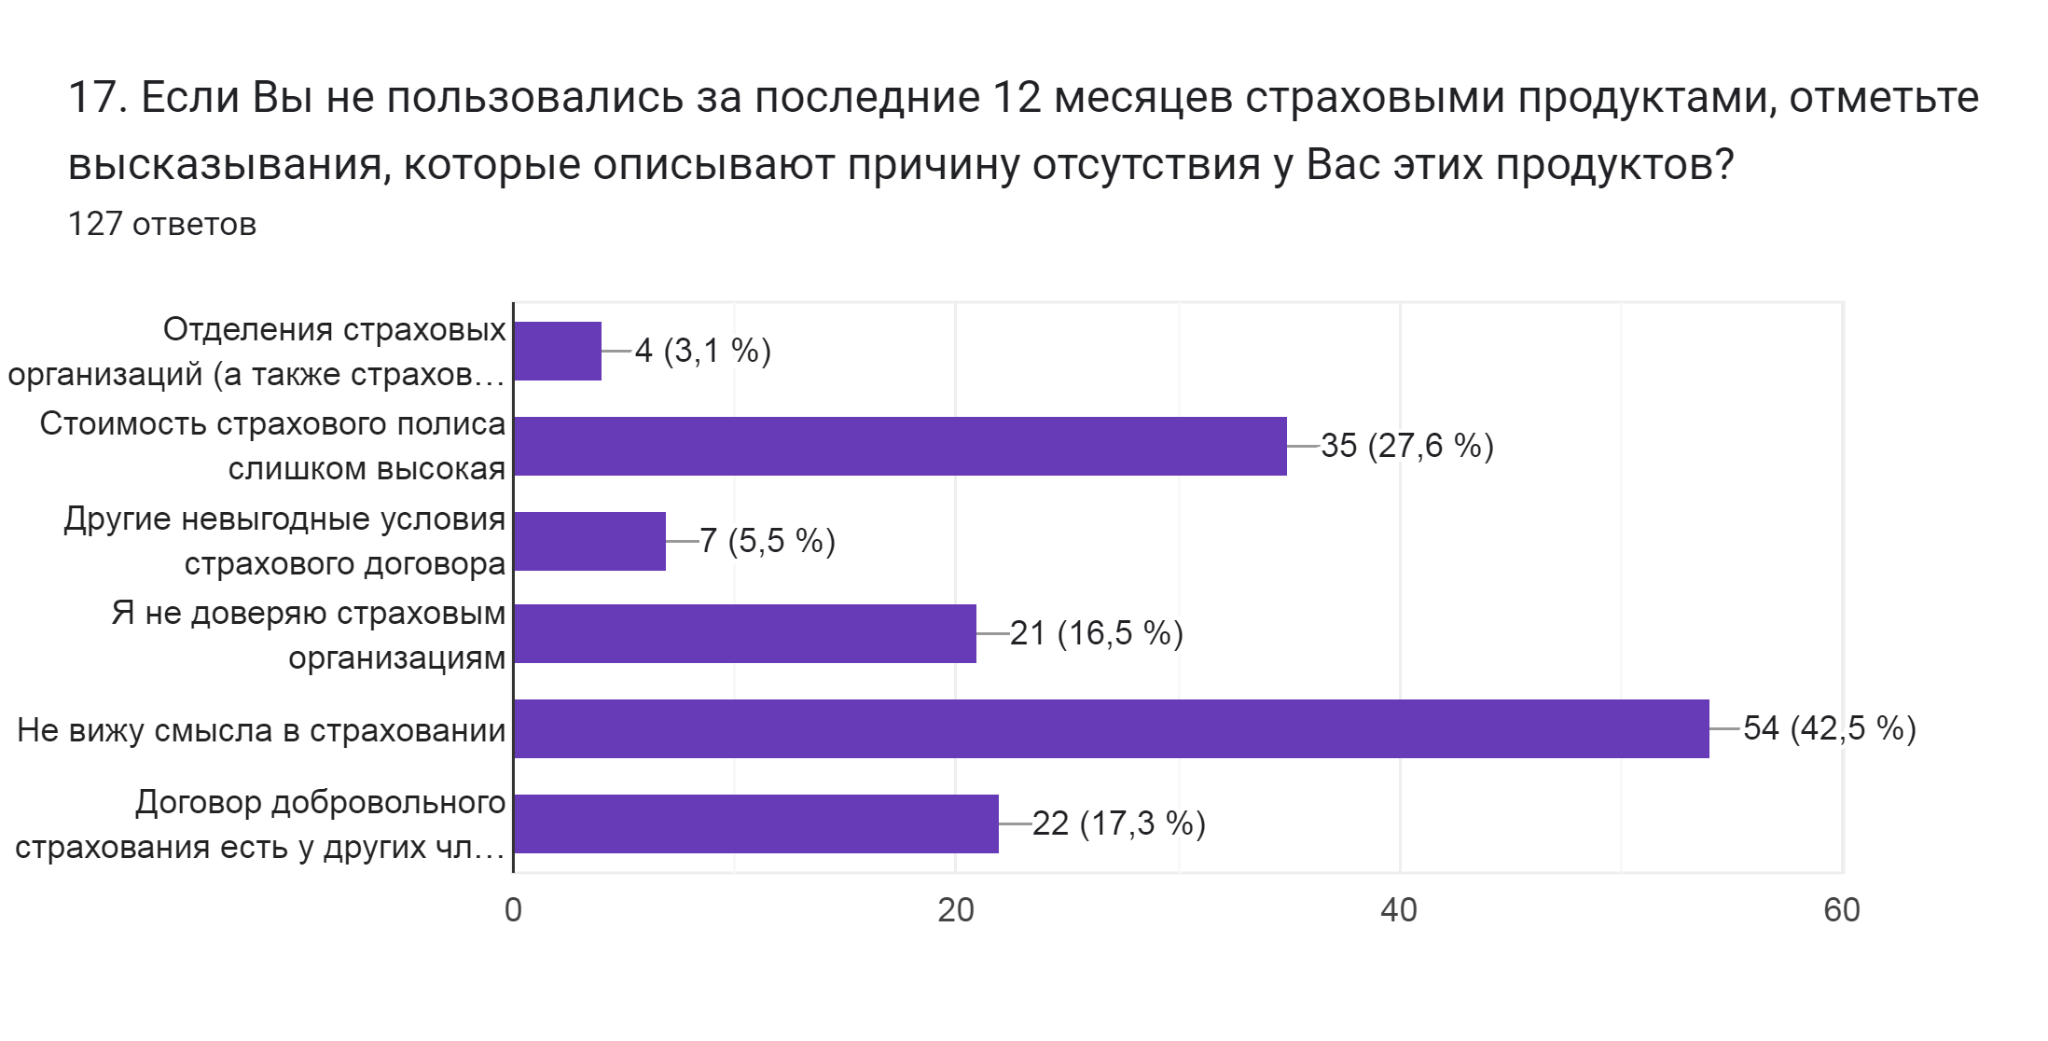 17. Если Вы не пользовались за последние 12 месяцев страховыми продуктами, отметьте
высказывания, которые описывают причину отсутствия у Вас этих продуктов?
127 ответов
Отделения страховых
организаций (а также страхов…
4 (3,1 %)
Стоимость страхового полиса
слишком высокая
35 (27,6 %)
Другие невыгодные условия
страхового договора
7 (5,5 %)
Я не доверяю страховым
организациям
21 (16,5 %)
Не вижу смысла в страховании
54 (42,5 %)
Договор добровольного
страхования есть у других чл…
22 (17,3 %)
0
20
40
60